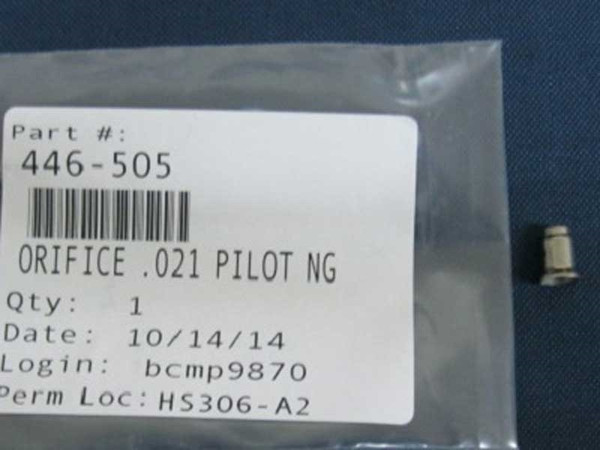 Part #:
446-505
ORIFICE .021 PILOT NG
Qty: 1
Date: 10/14/14
Login: bcmp9870
Perm Loc: HS306-A2